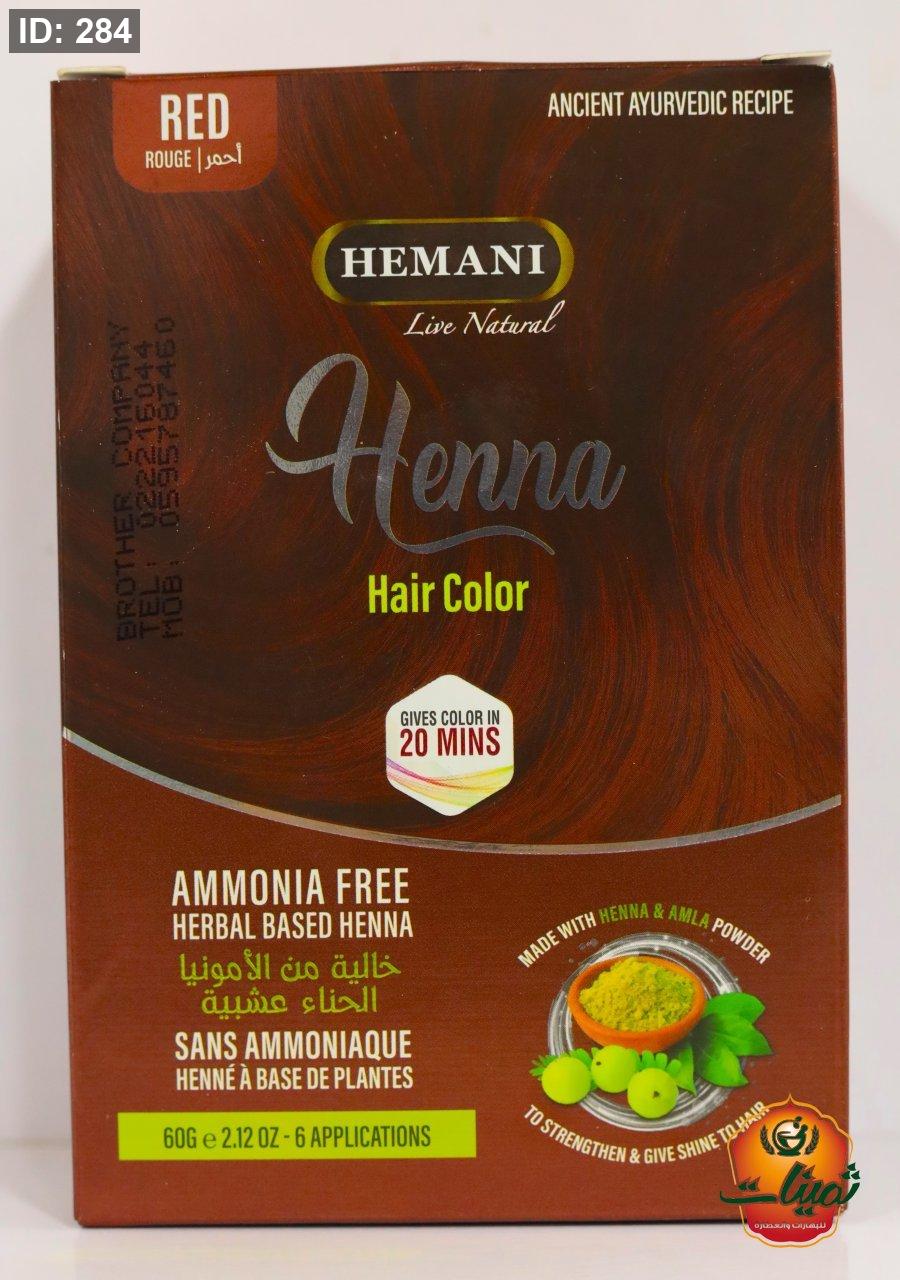 ID: 284
RED
ROUGE | أحمر
ANCIENT AYURVEDIC RECIPE
HEMANI
Live Natural
BROTHER COMPANY
TEL: 022216044
MOB: 0595787460
Henna
Hair Color
GIVES COLOR IN
20 MINS
AMMONIA FREE
HERBAL BASED HENNA
خالية من الأمونيا
الحناء عشبية
SANS AMMONIAQUE
HENNÉ À BASE DE PLANTES
60G e 2.12 OZ - 6 APPLICATIONS
MADE WITH HENNA & AMLA POWDER
TO STRENGTHEN & GIVE SHINE TO HAIR
للبهارات والعطارة